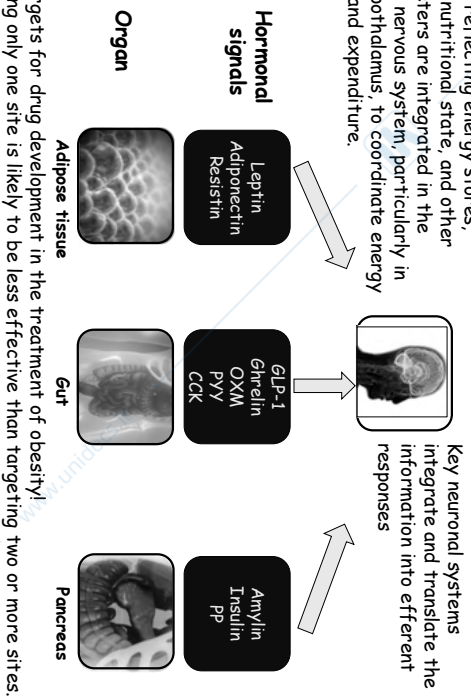 Reflecting energy stores,
nutritional state, and other
are integrated in the
nervous system particularly in
to coordinate energy
and expenditure.
Key neuronal systems
integrate and translate the
information into efferent
responses
Hormonal
signals
Leptin
Adiponectin
Resistin
GLP-1
Ghrelin
OXM
PYY
CCK
Amylin
Insulin
PP
Organ
Adipose tissue
Gut
Pancreas
for drug development in the treatment of obesity!
only one site is likely to be less effective than targeting two or more sites.